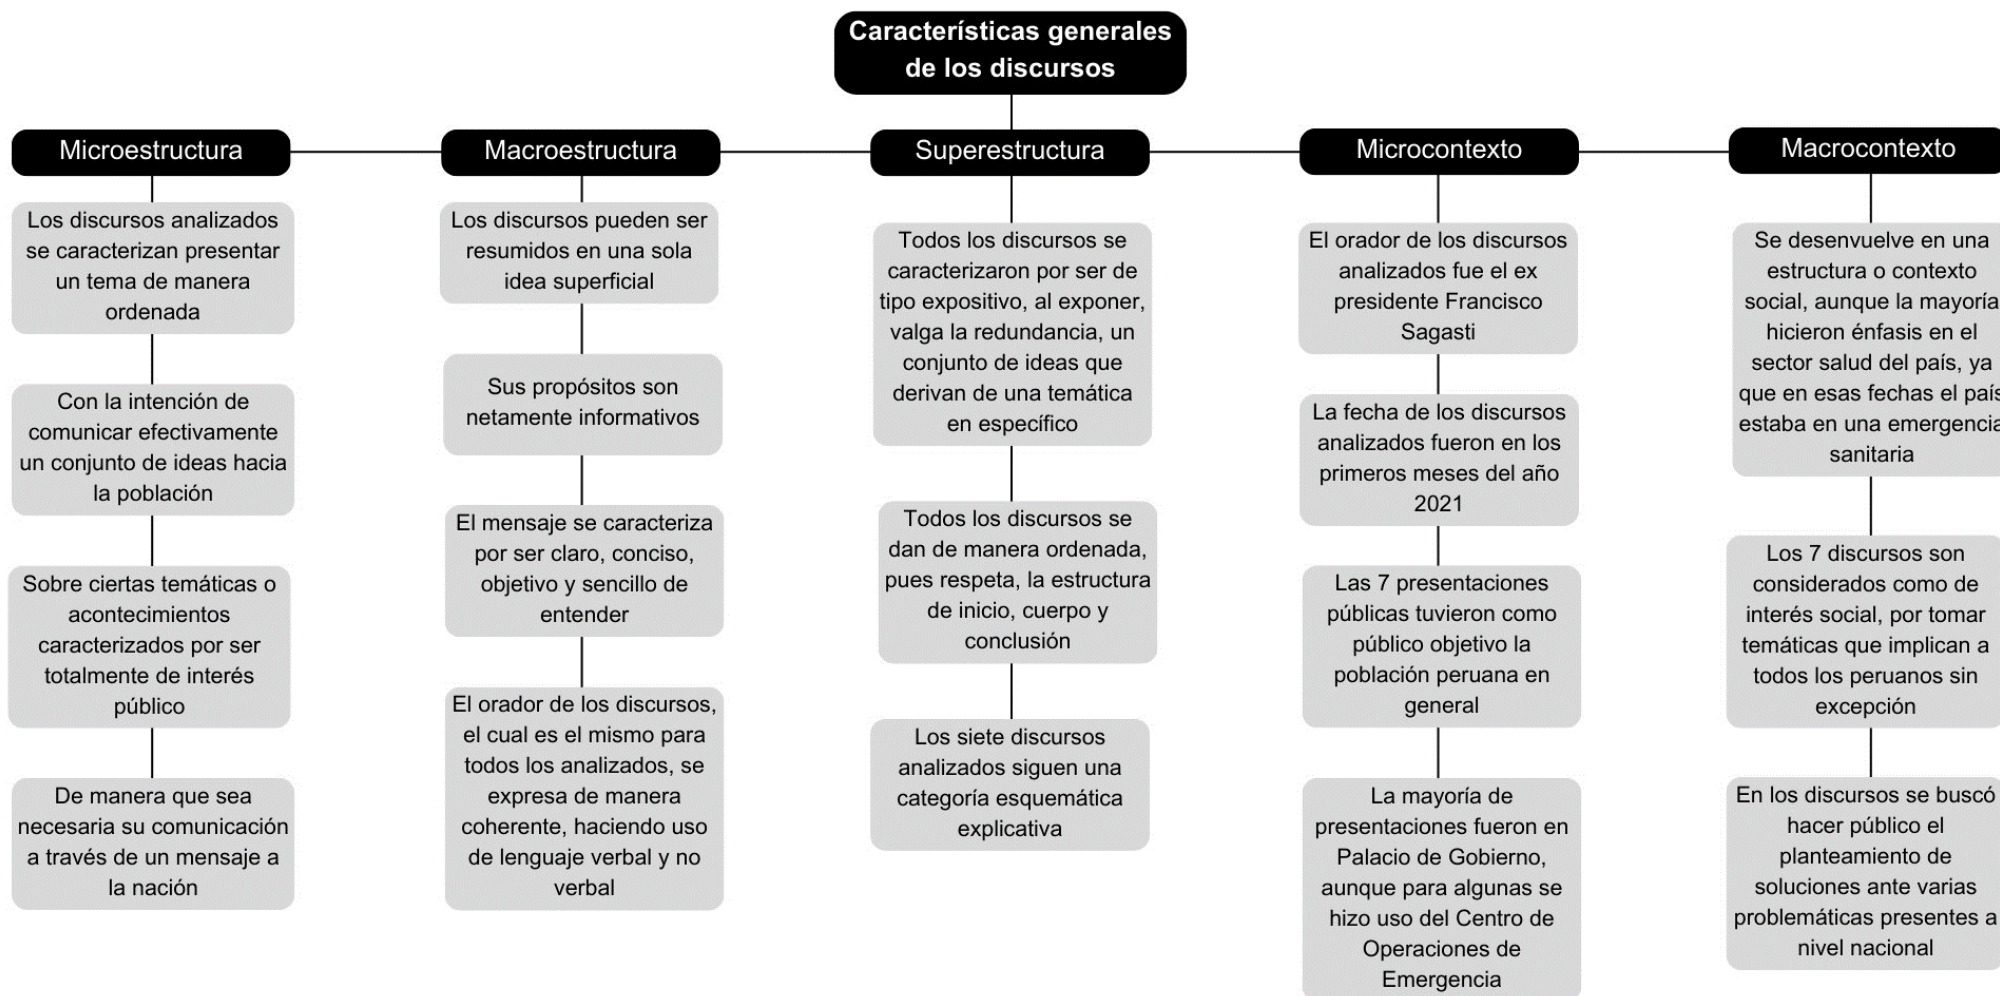 Características generales
de los discursos
Microestructura
Los discursos analizados
se caracterizan presentar
un tema de manera
ordenada
Con la intención de
comunicar efectivamente
un conjunto de ideas hacia
la población
Sobre ciertas temáticas o
acontecimientos
caracterizados por ser
totalmente de interés
público
De manera que sea
necesaria su comunicación
a través de un mensaje a
la nación
Macroestructura
Los discursos pueden ser
resumidos en una sola
idea superficial
Sus propósitos son
netamente informativos
El mensaje se caracteriza
por ser claro, conciso,
objetivo y sencillo de
entender
El orador de los discursos,
el cual es el mismo para
todos los analizados, se
expresa de manera
coherente, haciendo uso
de lenguaje verbal y no
verbal
Superestructura
Todos los discursos se
caracterizaron por ser de
tipo expositivo, al exponer,
valga la redundancia, un
conjunto de ideas que
derivan de una temática
en específico
Todos los discursos se
dan de manera ordenada,
pues respeta, la estructura
de inicio, cuerpo y
conclusión
Los siete discursos
analizados siguen una
categoría esquemática
explicativa
Microcontexto
El orador de los discursos
analizados fue el ex
presidente Francisco
Sagasti
La fecha de los discursos
analizados fueron en los
primeros meses del año
2021
Las 7 presentaciones
públicas tuvieron como
público objetivo la
población peruana en
general
La mayoría de
presentaciones fueron en
Palacio de Gobierno,
aunque para algunas se
hizo uso del Centro de
Operaciones de
Emergencia
Macrocontexto
Se desenvuelve en una
estructura o contexto
social, aunque la mayoría
hicieron énfasis en el
sector salud del país, ya
que en esas fechas el país
estaba en una emergencia
sanitaria
Los 7 discursos son
considerados como de
interés social, por tomar
temáticas que implican a
todos los peruanos sin
excepción
En los discursos se buscó
hacer público el
planteamiento de
soluciones ante varias
problemáticas presentes a
nivel nacional